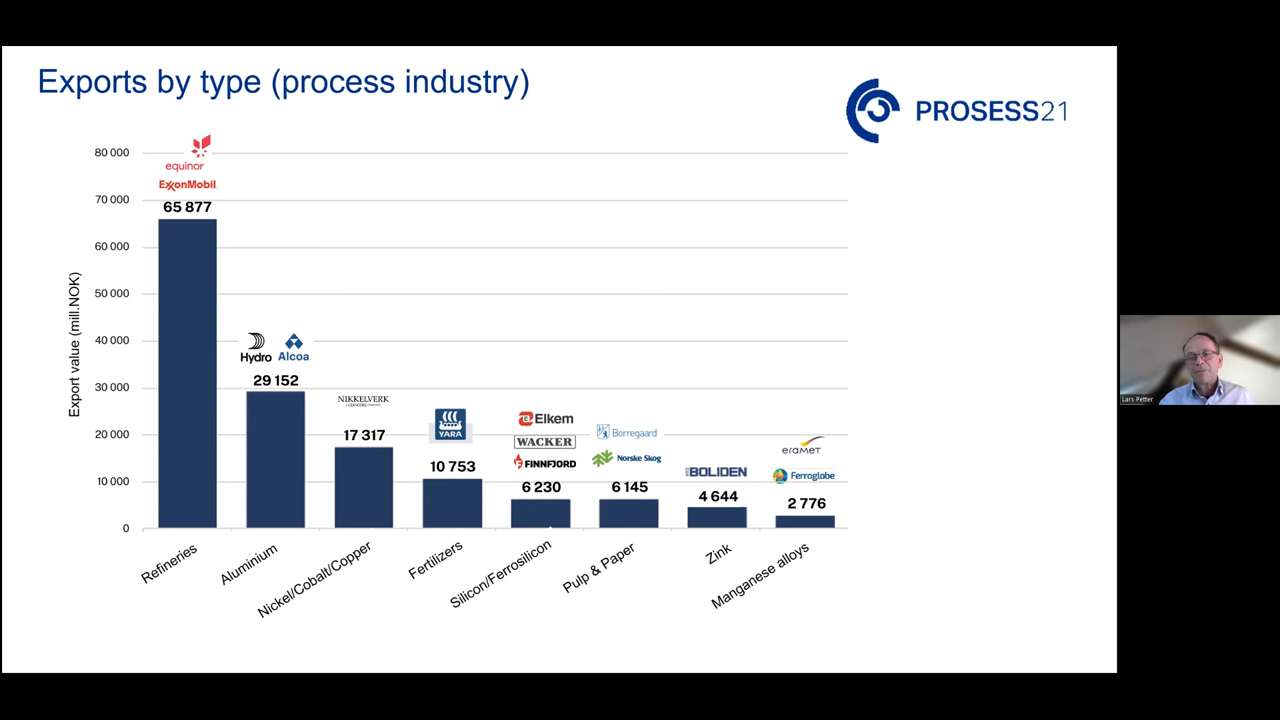 Exports by type (process industry)
PROSESS21
Export value (mill.NOK)
80 000
70 000
60 000
50 000
40 000
30 000
20 000
10 000
0
equinor
ExxonMobil
65 877
Hydro
Alcoa
29 152
NIKKELVERK
17 317
YARA
10 753
Elkem
WACKER
FINNFJORD
6 230
Borregaard
Norske Skog
6 145
BOLIDEN
4 644
eramet
Ferroglobe
2 776
Refineries
Aluminium
Nickel/Cobalt/Copper
Fertilizers
Silicon/Ferrosilicon
Pulp & Paper
Zink
Manganese alloys
Lars Petter